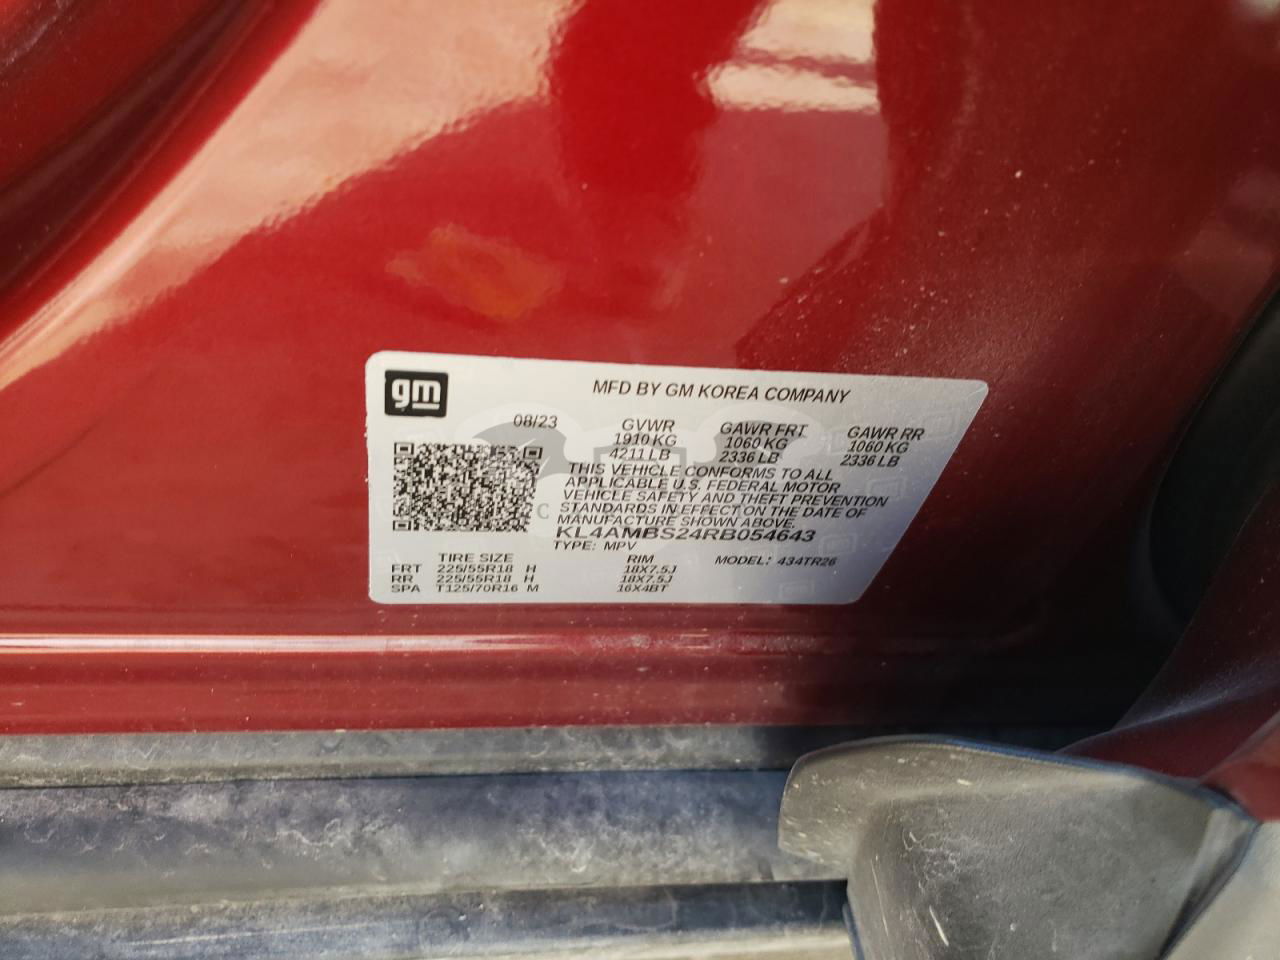 gm
MFD BY GM KOREA COMPANY
08/23 GVWR GAWR FRT GAWR RR
1910 KG 1060 KG 1060 KG
4211 LB 2336 LB 2336 LB
THIS VEHICLE CONFORMS TO ALL
APPLICABLE U.S. FEDERAL MOTOR
VEHICLE SAFETY AND THEFT PREVENTION
STANDARDS IN EFFECT ON THE DATE OF
MANUFACTURE SHOWN ABOVE.
C
KL4AMBS24RB054643
TYPE: MPV
TIRE SIZE RIM MODEL: 434TR26
FRT 225/55R18 H 18X7.5J
RR 225/55R18 H 18X7.5J
SPA T125/70R16 M 16X4BT